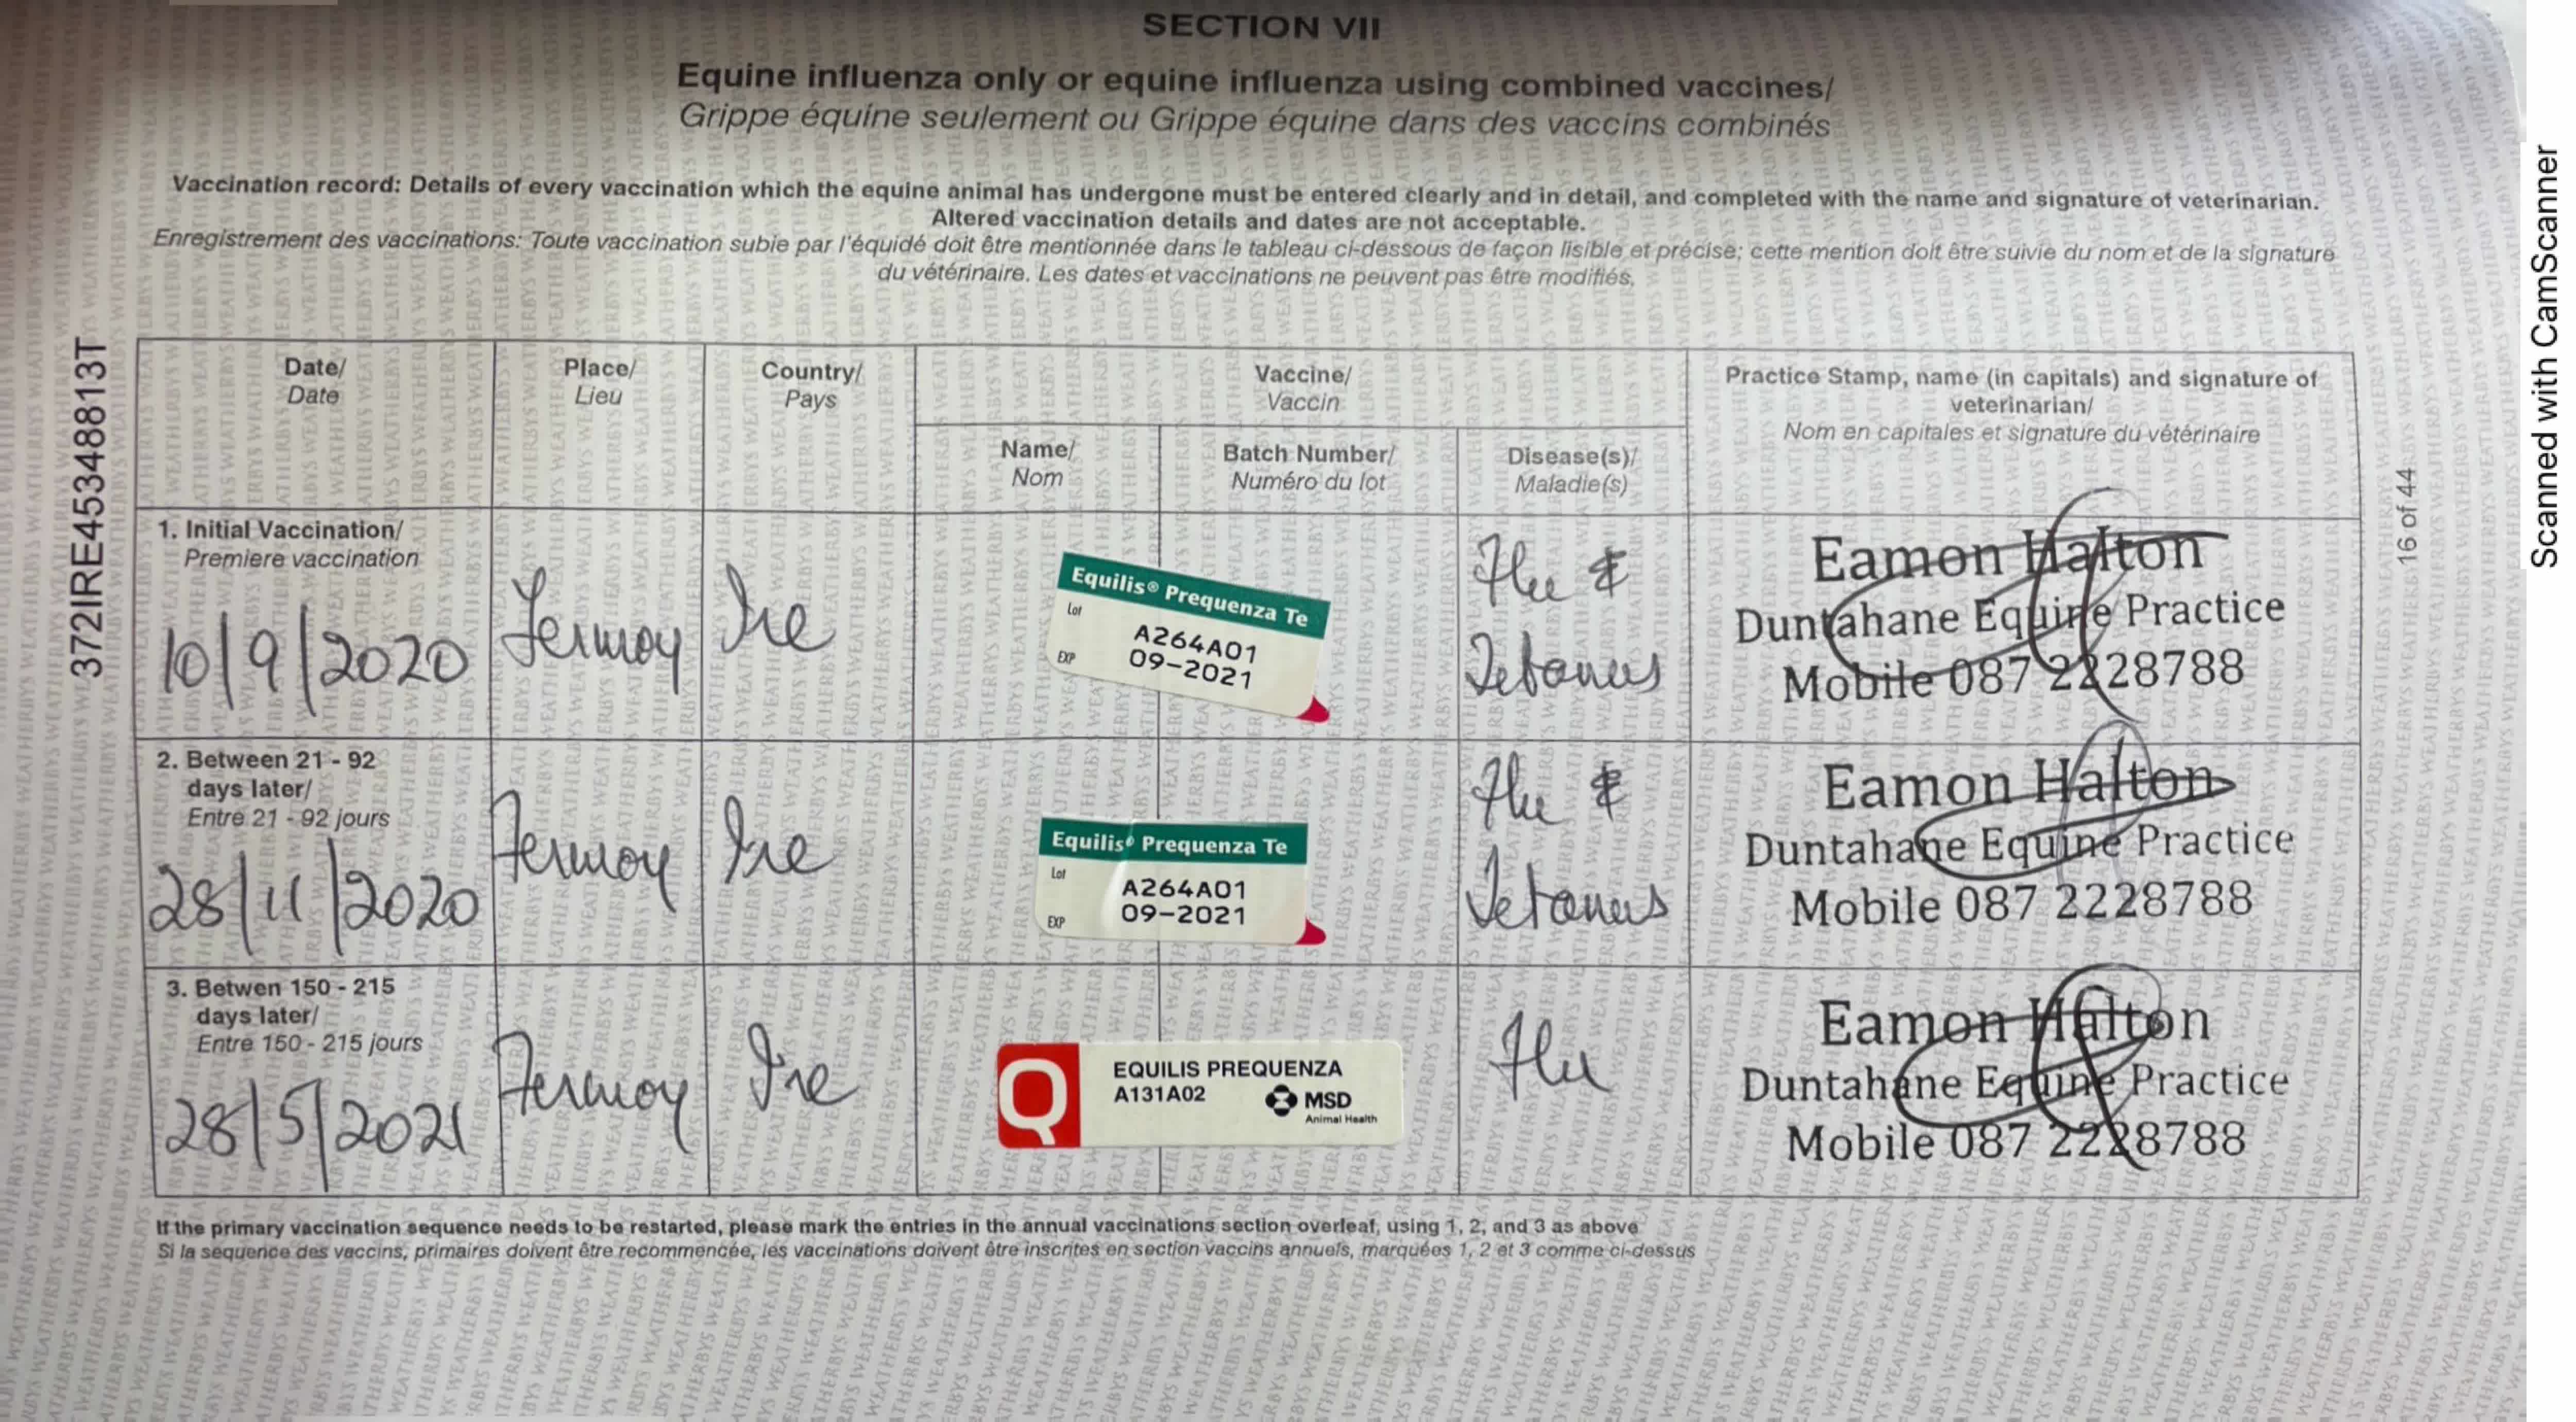 SECTION VII
Equine influenza only or equine influenza using combined vaccines/
Grippe équine seulement ou Grippe équine dans des vaccins combinés
Vaccination record: Details of every vaccination which the equine animal has undergone must be entered clearly and in detail, and completed with the name and signature of veterinarian.
Altered vaccination details and dates are not acceptable.
Enregistrement des vaccinations: Toute vaccination subie par l'équidé doit être mentionnée dans le tableau ci-dessous de façon lisible et précise; cette mention doit être suivie du nom et de la signature
du vétérinaire. Les dates et vaccinations ne peuvent pas être modifiés.
372IRE45348813T
Date/
Date
Place/
Lieu
Country/
Pays
Vaccine/
Vaccin
Name/
Nom
Batch Number/
Numéro du lot
Disease(s)/
Maladie(s)
Practice Stamp, name (in capitals) and signature of
veterinarian/
Nom en capitales et signature du vétérinaire
1. Initial Vaccination/
Premiere vaccination
10/9/2020
Fermoy
Ire
Equilis® Prequenza Te
Lot A264A01
EXP 09-2021
Flu &
Tetanus
Eamon Halton
Duntahane Equine Practice
Mobile 087 2228788
2. Between 21 - 92
days later/
Entre 21 - 92 jours
28/11/2020
Fermoy
Ire
Equilis® Prequenza Te
Lot A264A01
EXP 09-2021
Flu &
Tetanus
Eamon Halton
Duntahane Equine Practice
Mobile 087 2228788
3. Betwen 150 - 215
days later/
Entre 150 - 215 jours
28/5/2021
Fermoy
Ire
Q
EQUILIS PREQUENZA
A131A02
MSD
Animal Health
Flu
Eamon Halton
Duntahane Equine Practice
Mobile 087 2228788
If the primary vaccination sequence needs to be restarted, please mark the entries in the annual vaccinations section overleaf, using 1, 2, and 3 as above
Si la sequence des vaccins, primaires doivent être recommencée, les vaccinations doivent être inscrites en section vaccins annuels, marquées 1, 2 et 3 comme ci-dessus
16 of 44
Scanned with CamScanner